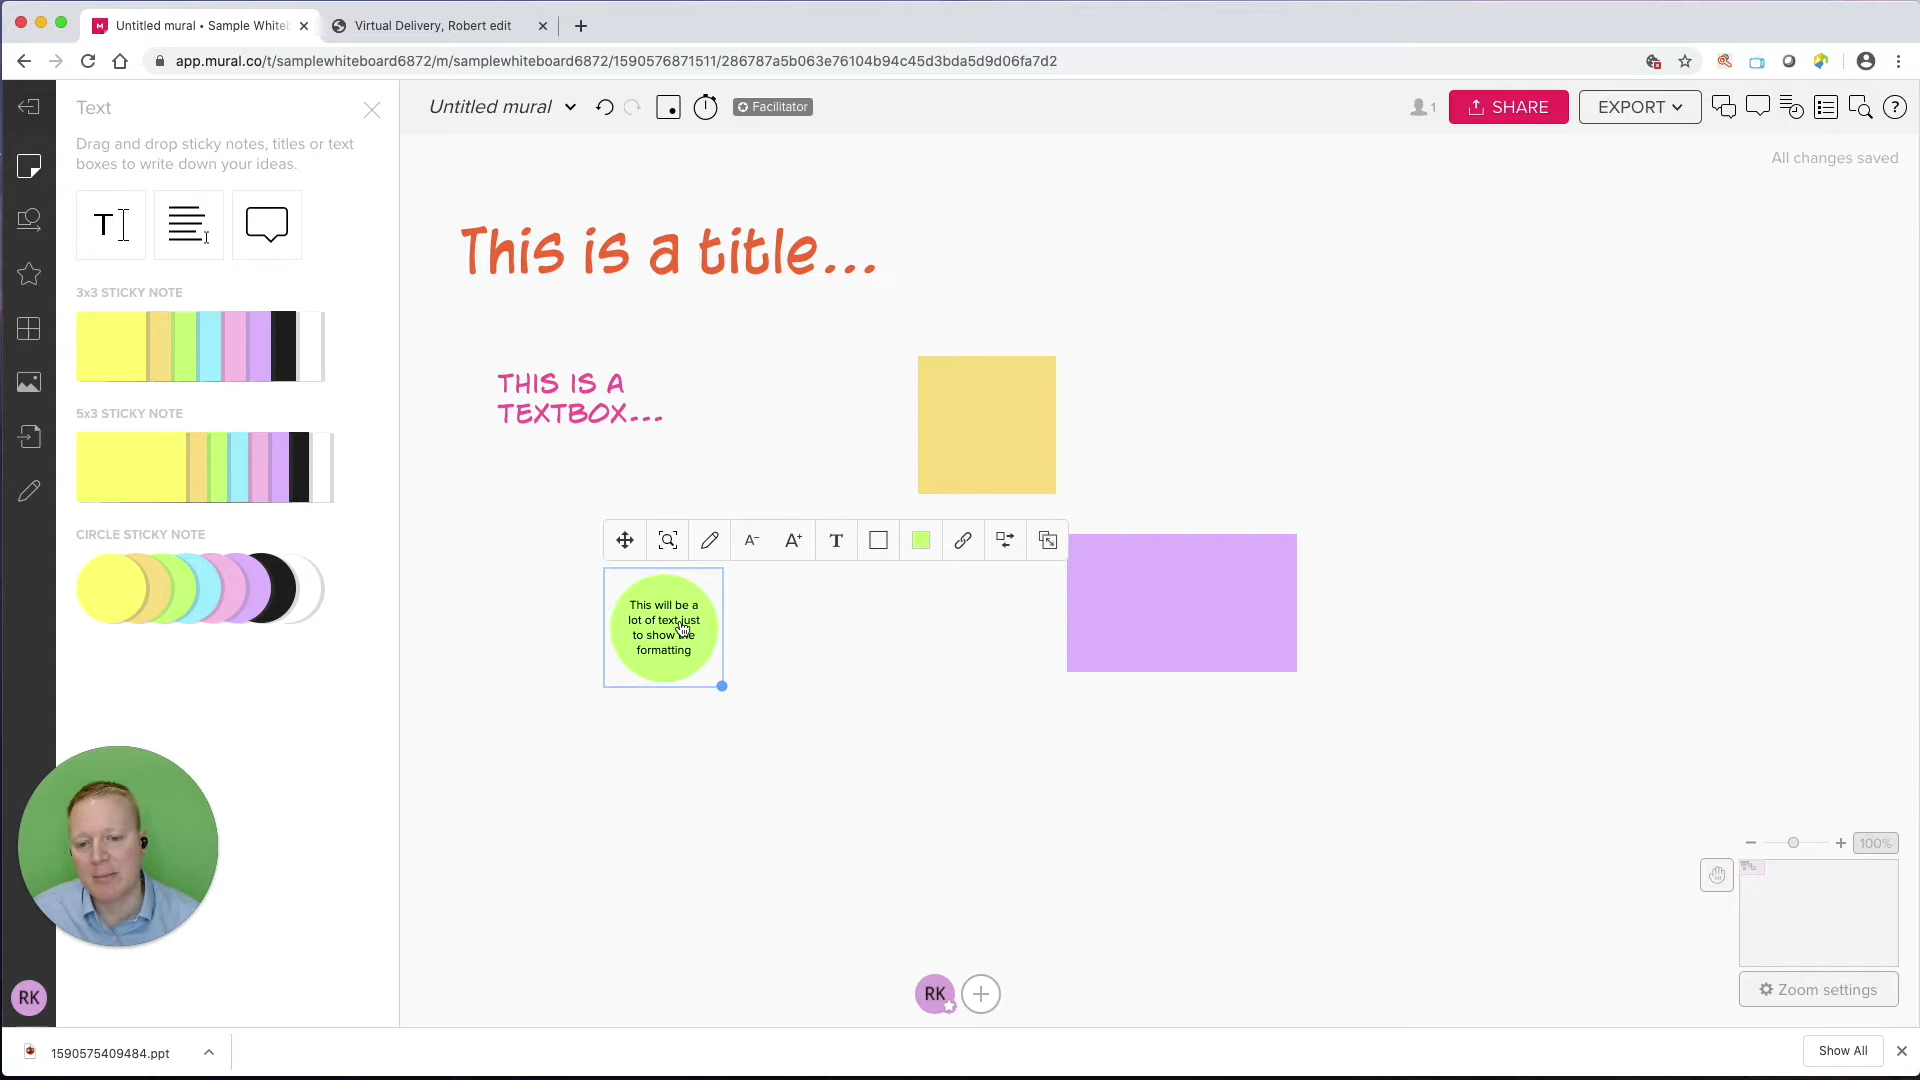 Untitled mural • Sample White
Virtual Delivery, Robert edit
app.mural.co/t/samplewhiteboard6872/m/samplewhiteboard6872/1590576871511/286787a5b063e76104b94c45d3bda5d9d06fa7d2
Text
Untitled mural
Facilitator
1
SHARE
EXPORT
?
Drag and drop sticky notes, titles or text
boxes to write down your ideas.
All changes saved
T
This is a title...
3x3 STICKY NOTE
THIS IS A
TEXTBOX...
5x3 STICKY NOTE
CIRCLE STICKY NOTE
A-
A+
T
This will be a
lot of text just
to show the
formatting
100%
Zoom settings
RK
RK
1590575409484.ppt
Show All